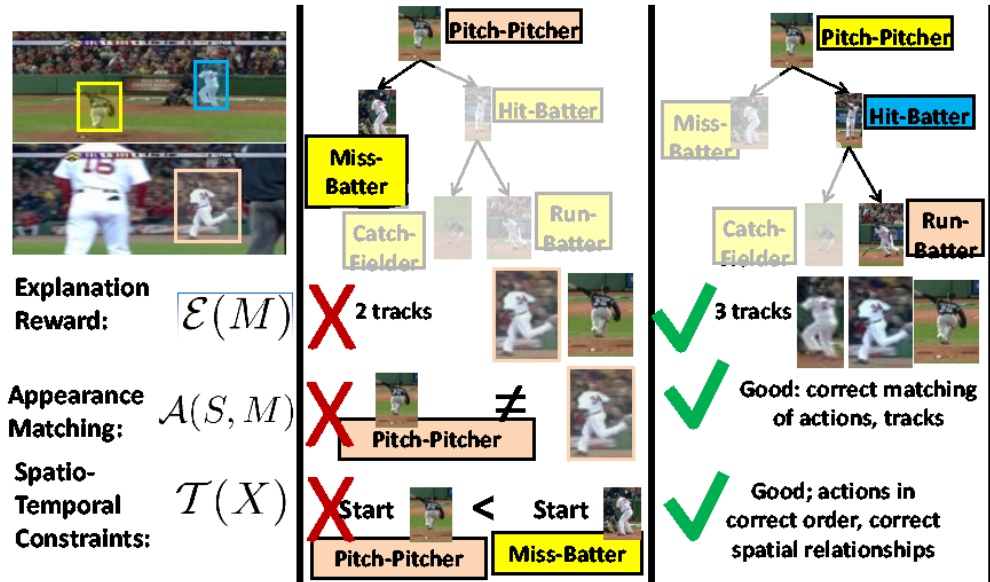 Pitch-Pitcher
Hit-Batter
Miss-
Batter
Catch-
Fielder
Run-
Batter
Pitch-Pitcher
Miss-
Batter
Hit-Batter
Catch-
Fielder
Run-
Batter
Explanation
Reward:
E(M)
2 tracks
3 tracks
Appearance
Matching:
A(S, M)
≠
Pitch-Pitcher
Good: correct matching
of actions, tracks
Spatio-
Temporal
Constraints:
T(X)
Start < Start
Pitch-Pitcher
Miss-Batter
Good; actions in
correct order, correct
spatial relationships